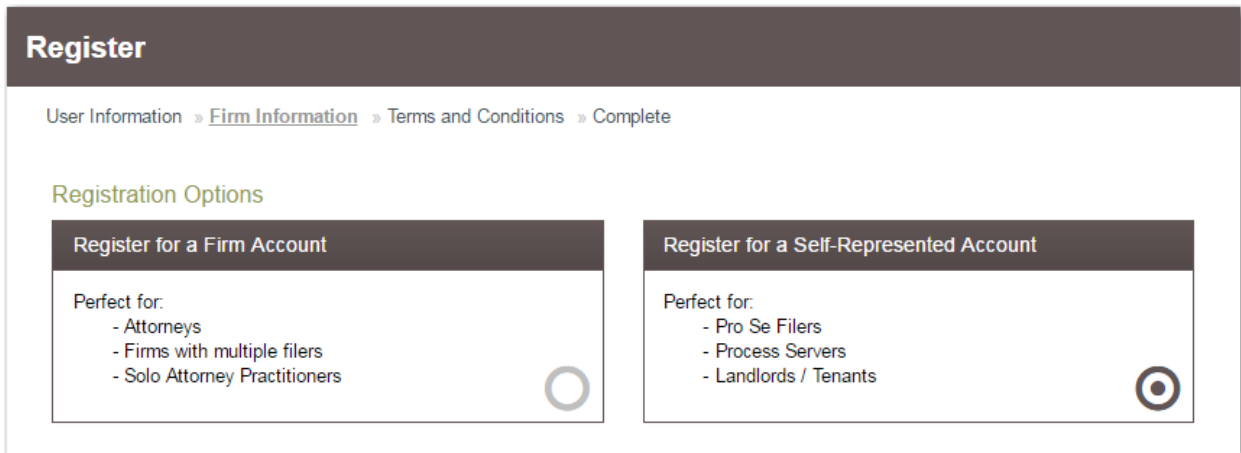 Register
User Information » Firm Information » Terms and Conditions » Complete
Registration Options
Register for a Firm Account
Perfect for:
- Attorneys
- Firms with multiple filers
- Solo Attorney Practitioners
Register for a Self-Represented Account
Perfect for:
- Pro Se Filers
- Process Servers
- Landlords / Tenants